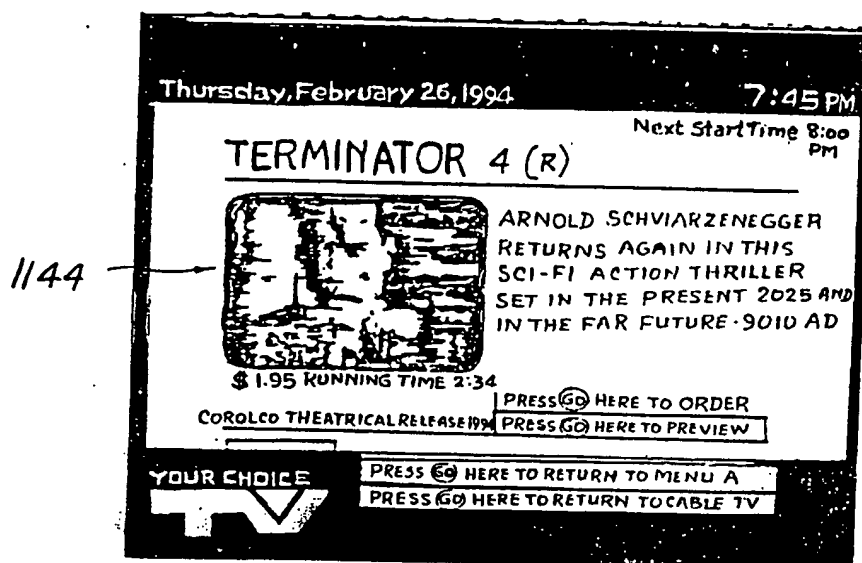 Thursday, February 26, 1994 7:45 PM
Next Start Time 8:00 PM
TERMINATOR 4 (R)
ARNOLD SCHVIARZENEGGER
RETURNS AGAIN IN THIS
SCI-FI ACTION THRILLER
SET IN THE PRESENT 2025 AND
IN THE FAR FUTURE-9010 AD
1144
$1.95 RUNNING TIME 2:34
COROLCO THEATRICAL RELEASE 1994
PRESS GO HERE TO ORDER
PRESS GO HERE TO PREVIEW
YOUR CHOICE
TV
PRESS GO HERE TO RETURN TO MENU A
PRESS GO HERE TO RETURN TO CABLE TV